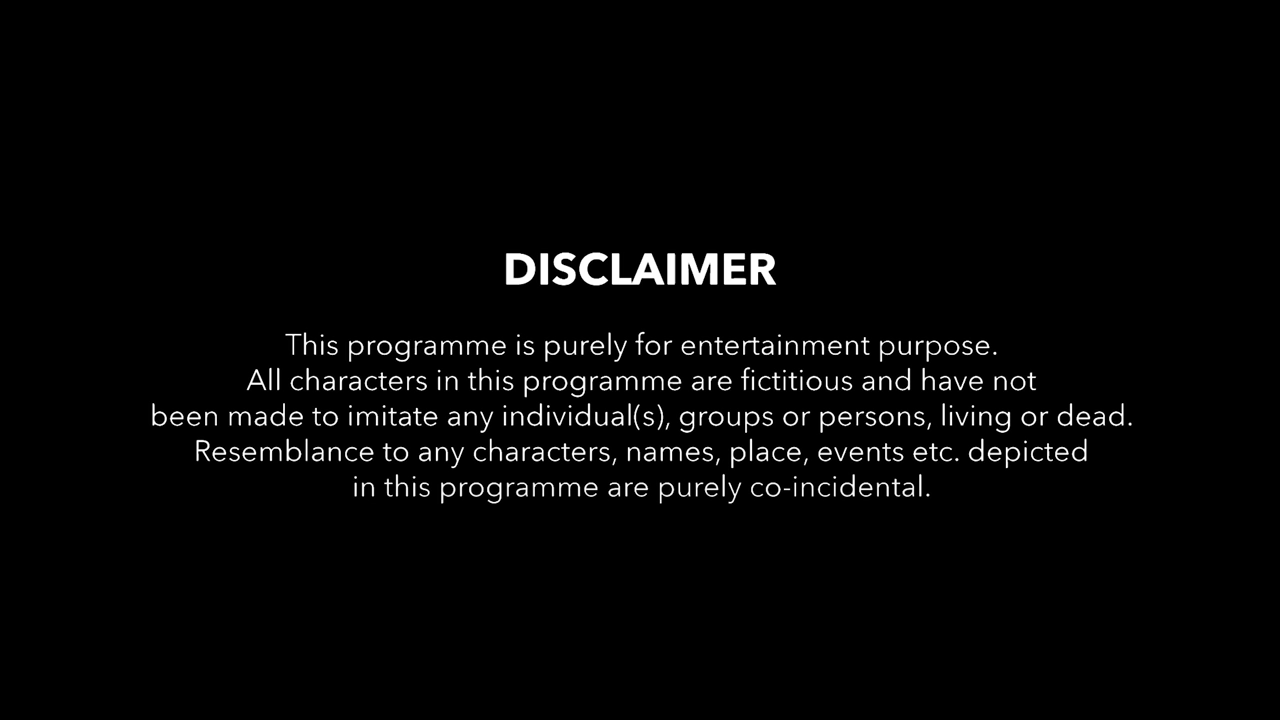 DISCLAIMER
This programme is purely for entertainment purpose.
All characters in this programme are fictitious and have not
been made to imitate any individual(s), groups or persons, living or dead.
Resemblance to any characters, names, place, events etc. depicted
in this programme are purely co-incidental.